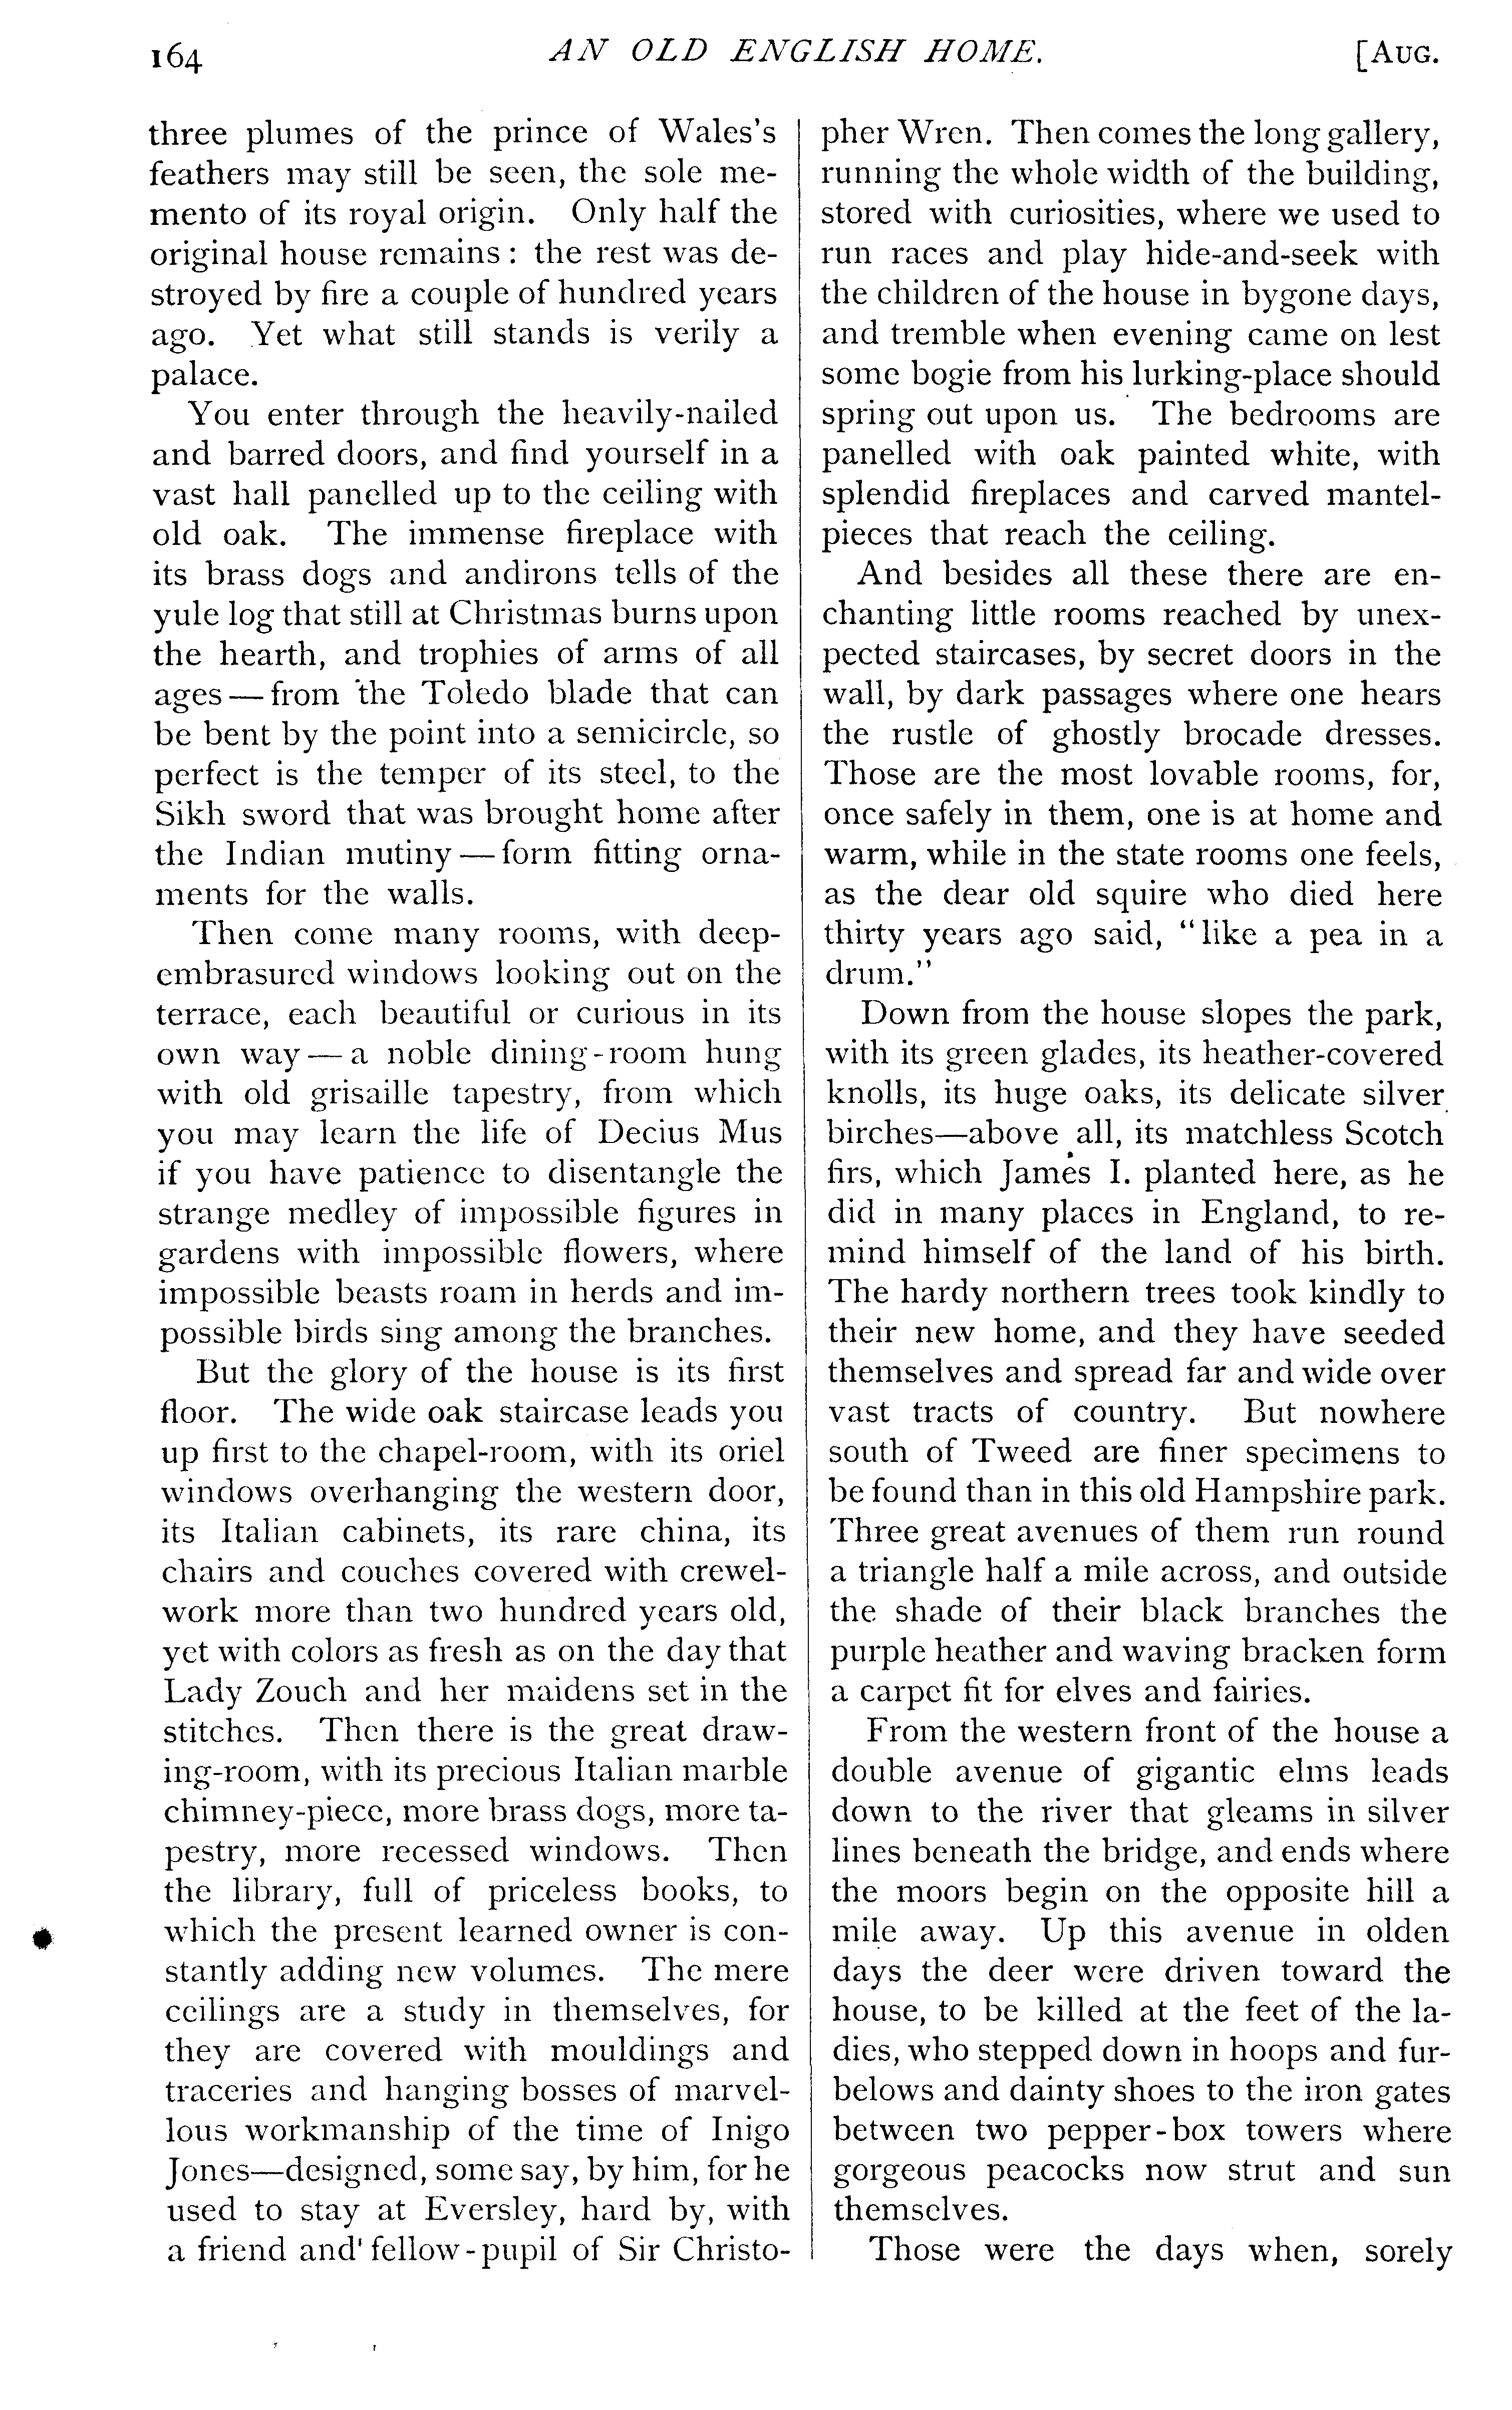 164 AN OLD ENGLISH HOME. [AUG.
three plumes of the prince of Wales's
feathers may still be seen, the sole me-
mento of its royal origin. Only half the
original house remains : the rest was de-
stroyed by fire a couple of hundred years
ago. Yet what still stands is verily a
palace.
You enter through the heavily-nailed
and barred doors, and find yourself in a
vast hall panelled up to the ceiling with
old oak. The immense fireplace with
its brass dogs and andirons tells of the
yule log that still at Christmas burns upon
the hearth, and trophies of arms of all
ages — from the Toledo blade that can
be bent by the point into a semicircle, so
perfect is the temper of its steel, to the
Sikh sword that was brought home after
the Indian mutiny — form fitting orna-
ments for the walls.
Then come many rooms, with deep-
embrasured windows looking out on the
terrace, each beautiful or curious in its
own way — a noble dining-room hung
with old grisaille tapestry, from which
you may learn the life of Decius Mus
if you have patience to disentangle the
strange medley of impossible figures in
gardens with impossible flowers, where
impossible beasts roam in herds and im-
possible birds sing among the branches.
But the glory of the house is its first
floor. The wide oak staircase leads you
up first to the chapel-room, with its oriel
windows overhanging the western door,
its Italian cabinets, its rare china, its
chairs and couches covered with crewel-
work more than two hundred years old,
yet with colors as fresh as on the day that
Lady Zouch and her maidens set in the
stitches. Then there is the great draw-
ing-room, with its precious Italian marble
chimney-piece, more brass dogs, more ta-
pestry, more recessed windows. Then
the library, full of priceless books, to
which the present learned owner is con-
stantly adding new volumes. The mere
ceilings are a study in themselves, for
they are covered with mouldings and
traceries and hanging bosses of marvel-
lous workmanship of the time of Inigo
Jones—designed, some say, by him, for he
used to stay at Eversley, hard by, with
a friend and fellow-pupil of Sir Christo-
pher Wren. Then comes the long gallery,
running the whole width of the building,
stored with curiosities, where we used to
run races and play hide-and-seek with
the children of the house in bygone days,
and tremble when evening came on lest
some bogie from his lurking-place should
spring out upon us. The bedrooms are
panelled with oak painted white, with
splendid fireplaces and carved mantel-
pieces that reach the ceiling.
And besides all these there are en-
chanting little rooms reached by unex-
pected staircases, by secret doors in the
wall, by dark passages where one hears
the rustle of ghostly brocade dresses.
Those are the most lovable rooms, for,
once safely in them, one is at home and
warm, while in the state rooms one feels,
as the dear old squire who died here
thirty years ago said, "like a pea in a
drum."
Down from the house slopes the park,
with its green glades, its heather-covered
knolls, its huge oaks, its delicate silver
birches—above all, its matchless Scotch
firs, which James I. planted here, as he
did in many places in England, to re-
mind himself of the land of his birth.
The hardy northern trees took kindly to
their new home, and they have seeded
themselves and spread far and wide over
vast tracts of country. But nowhere
south of Tweed are finer specimens to
be found than in this old Hampshire park.
Three great avenues of them run round
a triangle half a mile across, and outside
the shade of their black branches the
purple heather and waving bracken form
a carpet fit for elves and fairies.
From the western front of the house a
double avenue of gigantic elms leads
down to the river that gleams in silver
lines beneath the bridge, and ends where
the moors begin on the opposite hill a
mile away. Up this avenue in olden
days the deer were driven toward the
house, to be killed at the feet of the la-
dies, who stepped down in hoops and fur-
belows and dainty shoes to the iron gates
between two pepper-box towers where
gorgeous peacocks now strut and sun
themselves.
Those were the days when, sorely